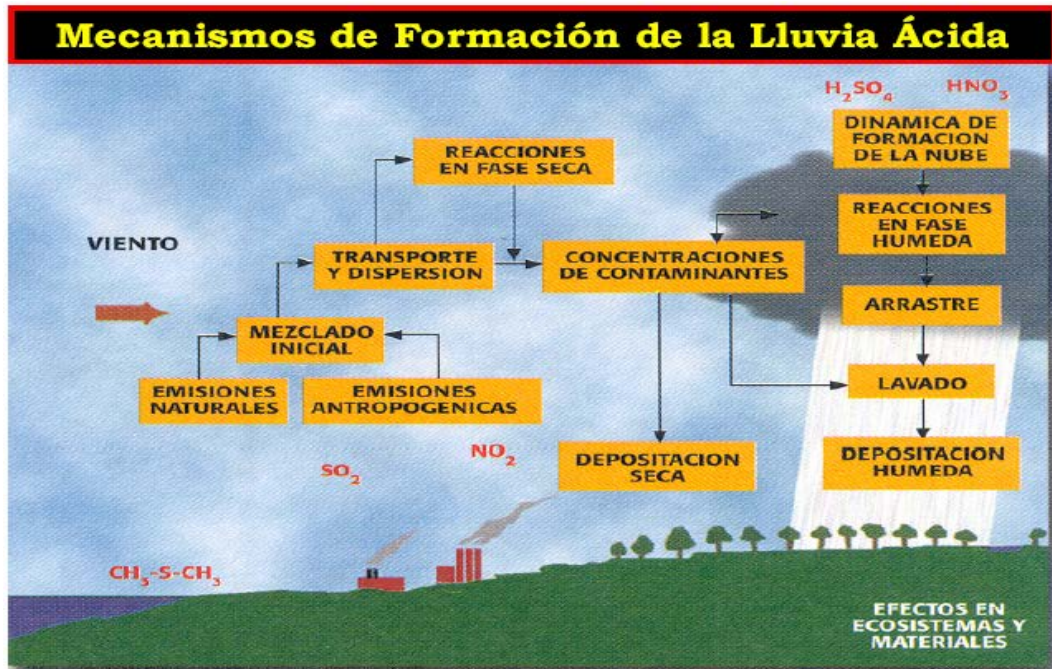 Mecanismos de Formación de la Lluvia Ácida
H₂SO₄
HNO₃
DINAMICA DE
FORMACION
DE LA NUBE
REACCIONES
EN FASE SECA
REACCIONES
EN FASE
HUMEDA
VIENTO
TRANSPORTE
Y DISPERSION
CONCENTRACIONES
DE CONTAMINANTES
ARRASTRE
MEZCLADO
INICIAL
LAVADO
EMISIONES
NATURALES
EMISIONES
ANTROPOGENICAS
DEPOSITACION
SECA
DEPOSITACION
HUMEDA
SO₂
NO₂
CH₃-S-CH₃
EFECTOS EN
ECOSISTEMAS Y
MATERIALES